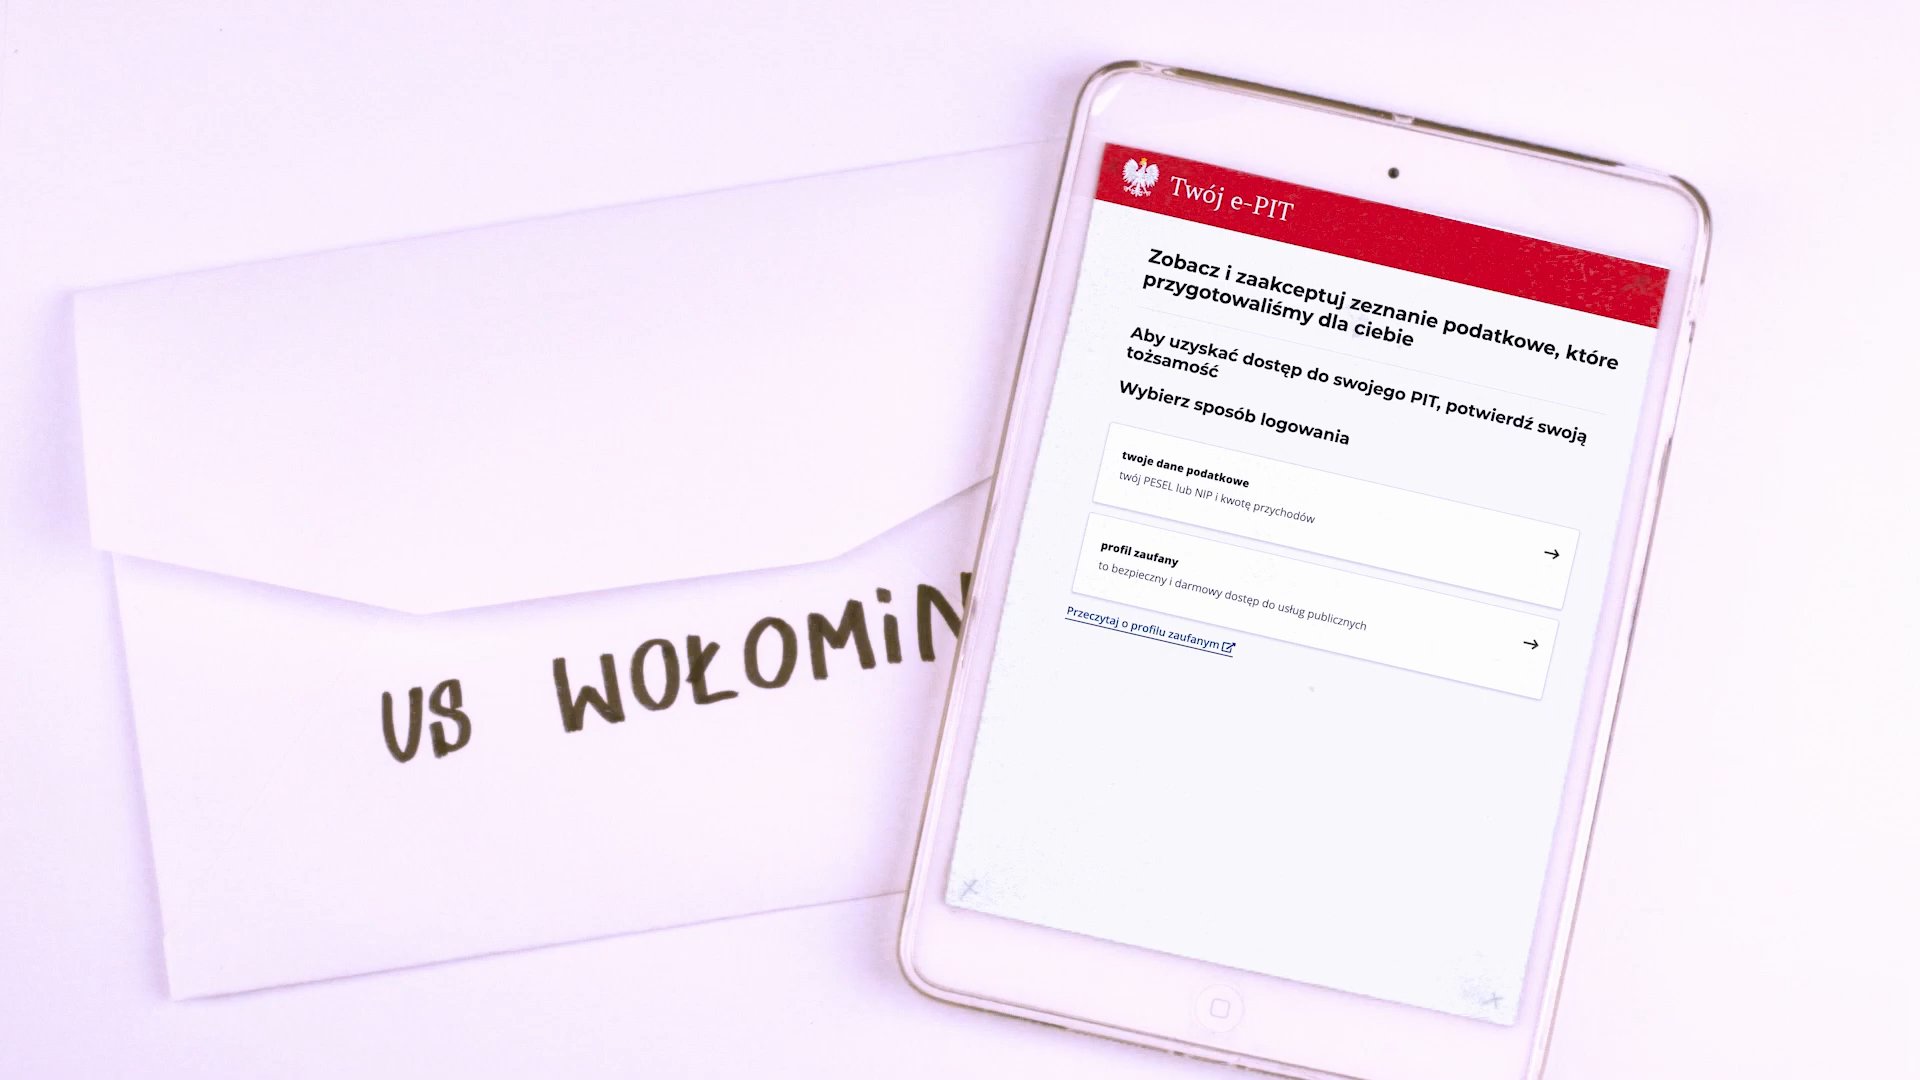 US WOŁOMIN
Twój e-PIT
Zobacz i zaakceptuj zeznanie podatkowe, które
przygotowaliśmy dla ciebie
Aby uzyskać dostęp do swojego PIT, potwierdź swoją
tożsamość
Wybierz sposób logowania
twoje dane podatkowe
twój PESEL lub NIP i kwotę przychodów
profil zaufany
to bezpieczny i darmowy dostęp do usług publicznych
Przeczytaj o profilu zaufanym